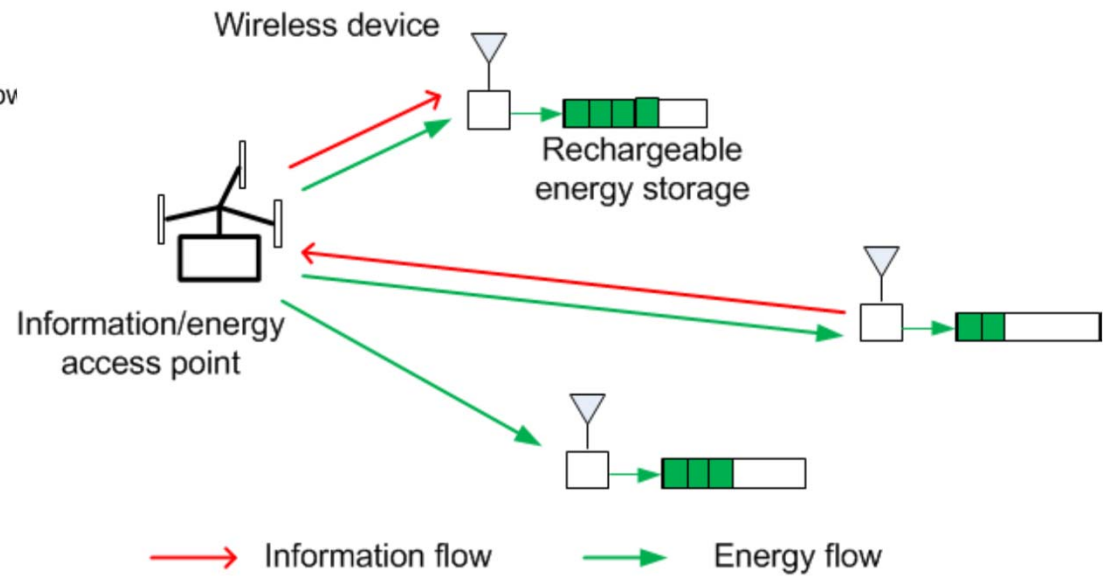 Wireless device
Rechargeable
energy storage
Information/energy
access point
Information flow
Energy flow